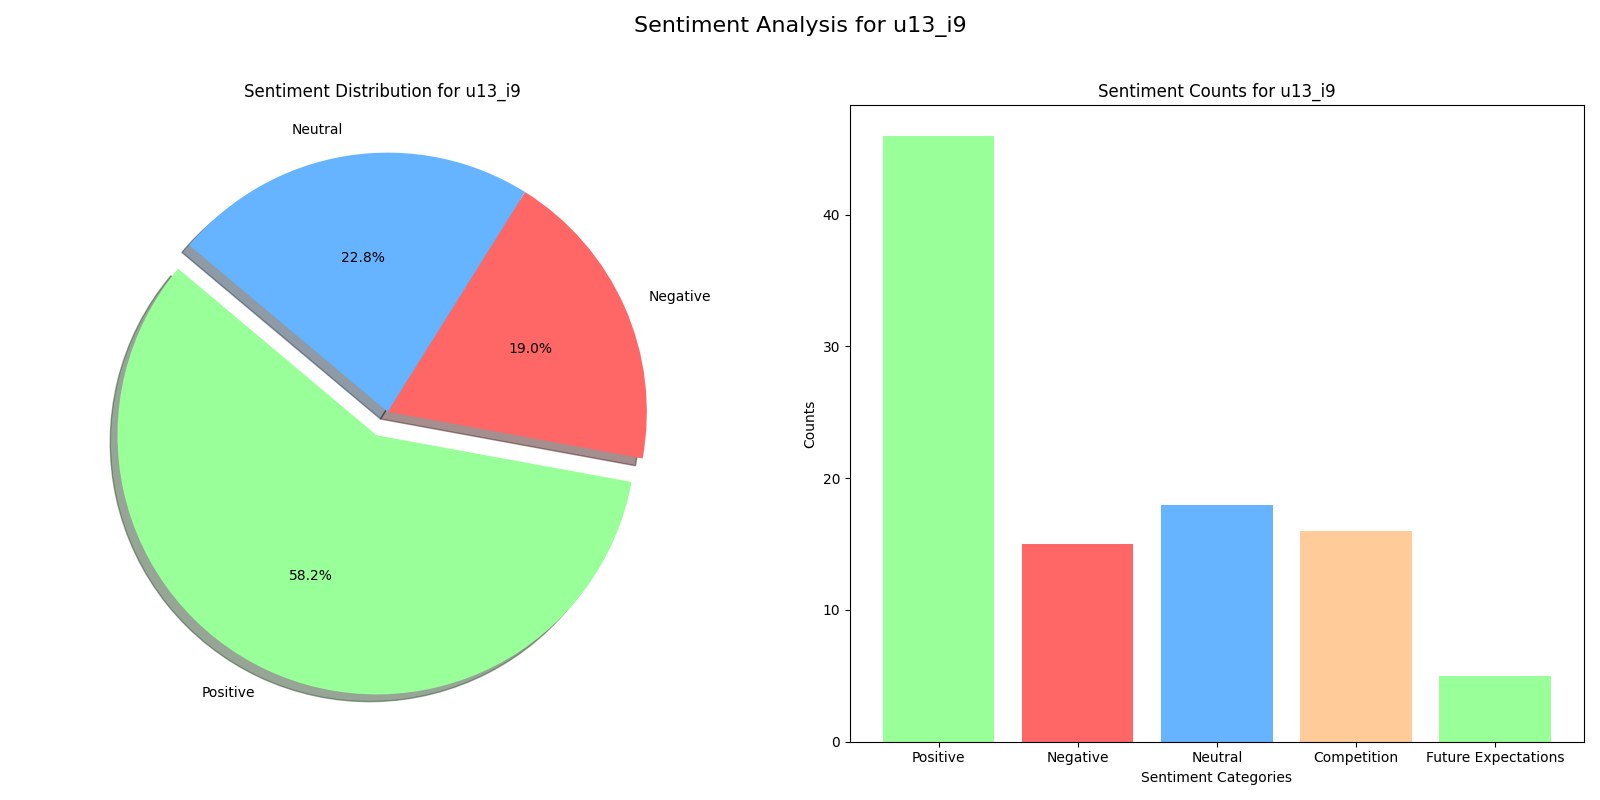 Sentiment Analysis for u13_i9
Sentiment Distribution for u13_i9
Neutral
22.8%
Negative
19.0%
58.2%
Positive
Sentiment Counts for u13_i9
Counts
40
30
20
10
0
Positive
Negative
Neutral
Competition
Future Expectations
Sentiment Categories